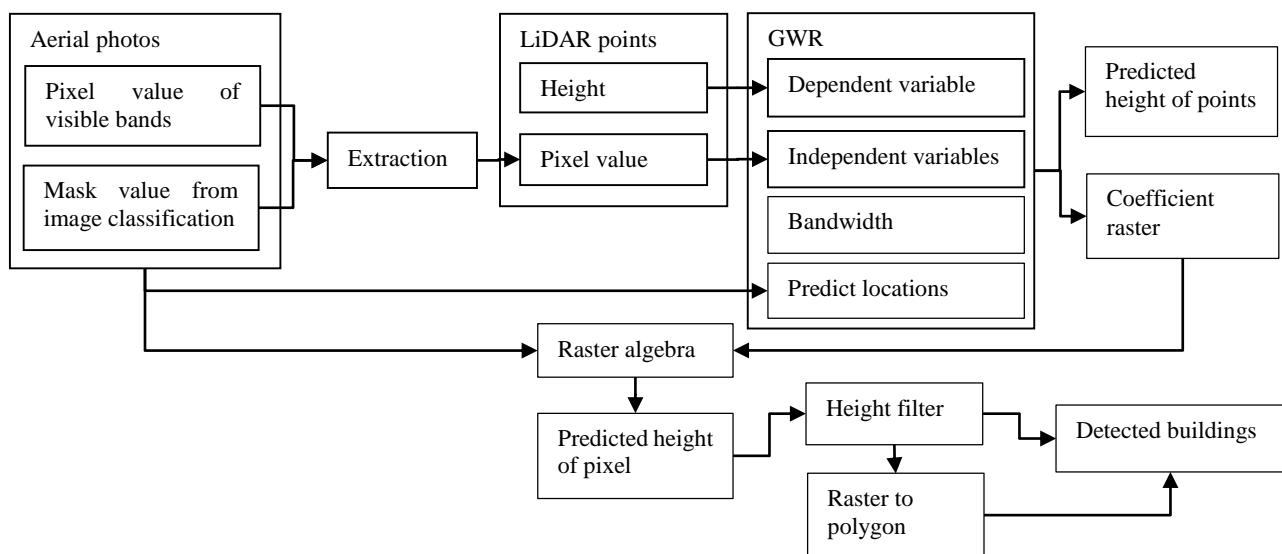 Aerial photos
Pixel value of
visible bands
Mask value from
image classification
Extraction
LiDAR points
Height
Pixel value
GWR
Dependent variable
Independent variables
Bandwidth
Predict locations
Predicted
height of points
Coefficient
raster
Raster algebra
Predicted height
of pixel
Height filter
Raster to
polygon
Detected buildings